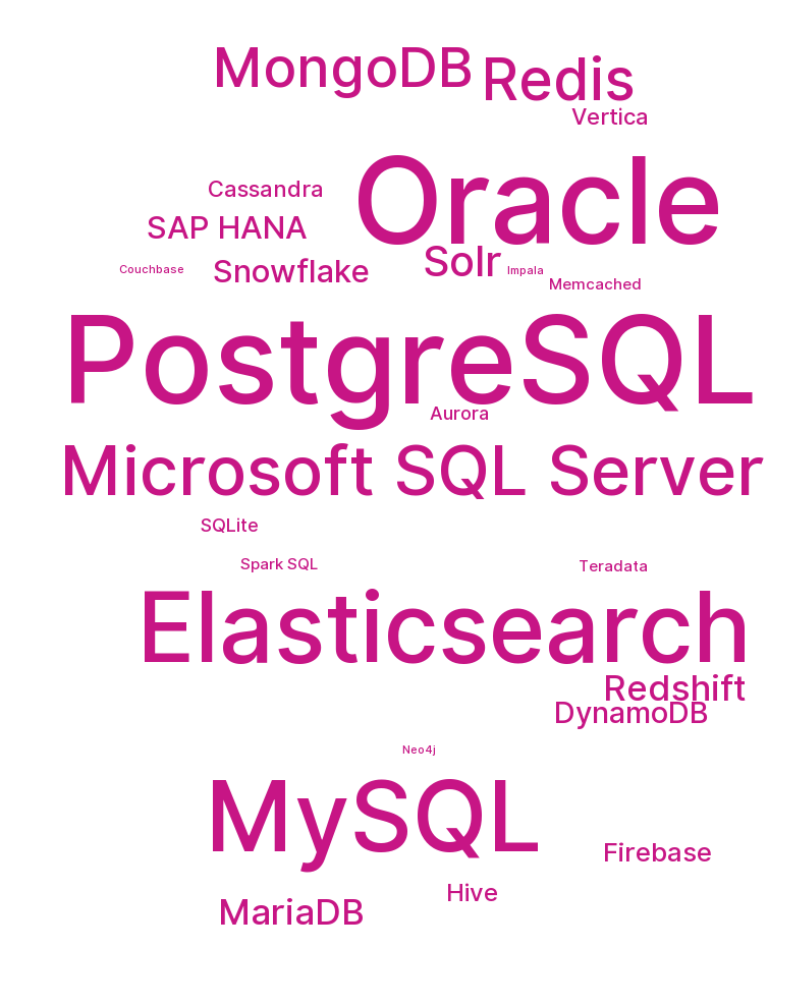 MongoDB
Redis
Vertica
Oracle
Cassandra
SAP HANA
Solr
Couchbase
Snowflake
Impala
Memcached
PostgreSQL
Aurora
Microsoft SQL Server
SQLite
Spark SQL
Teradata
Elasticsearch
Redshift
DynamoDB
Neo4j
MySQL
Firebase
Hive
MariaDB